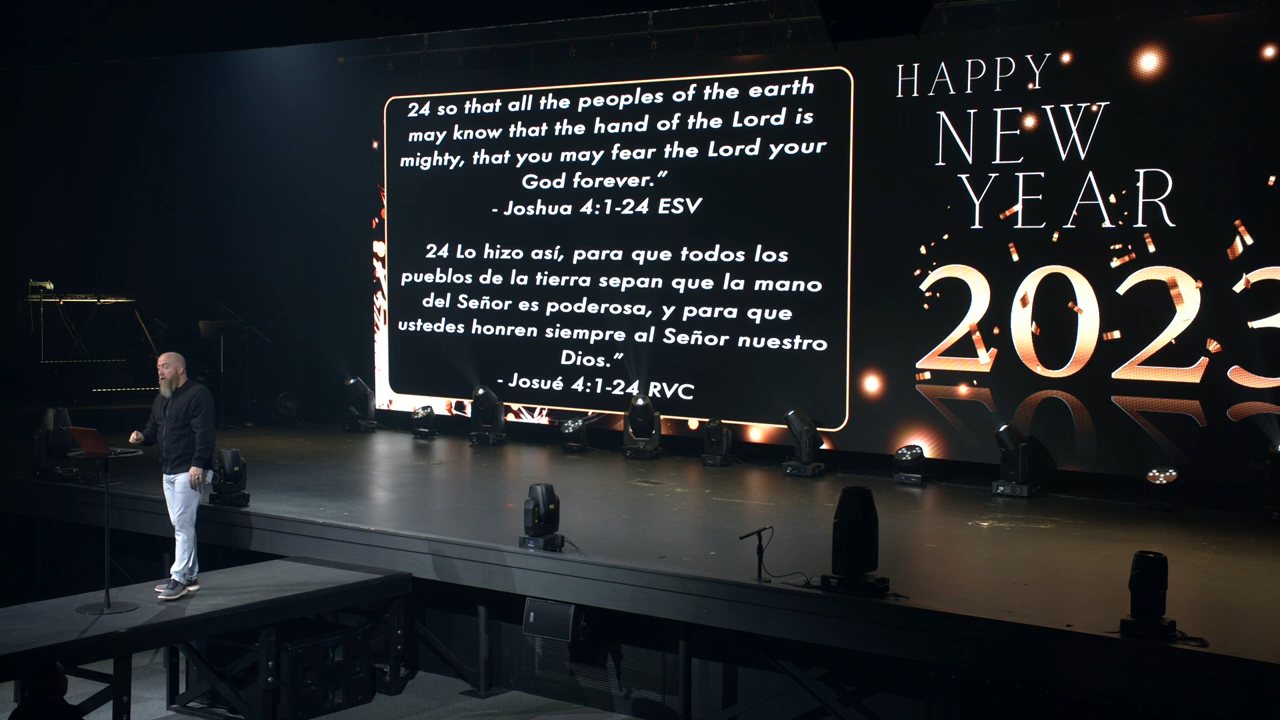 24 so that all the peoples of the earth
may know that the hand of the Lord is
mighty, that you may fear the Lord your
God forever.”
- Joshua 4:1-24 ESV
24 Lo hizo así, para que todos los
pueblos de la tierra sepan que la mano
del Señor es poderosa, y para que
ustedes honren siempre al Señor nuestro
Dios.”
- Josué 4:1-24 RVC
HAPPY
NEW
YEAR
2023